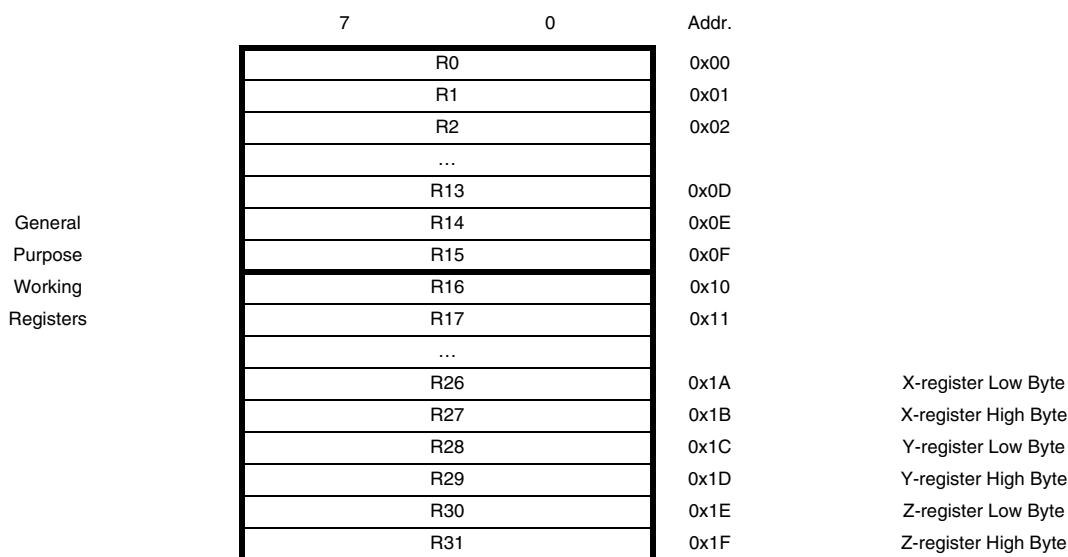 7 0 Addr.
R0 0x00
R1 0x01
R2 0x02
…
R13 0x0D
General R14 0x0E
Purpose R15 0x0F
Working R16 0x10
Registers R17 0x11
…
R26 0x1A X-register Low Byte
R27 0x1B X-register High Byte
R28 0x1C Y-register Low Byte
R29 0x1D Y-register High Byte
R30 0x1E Z-register Low Byte
R31 0x1F Z-register High Byte